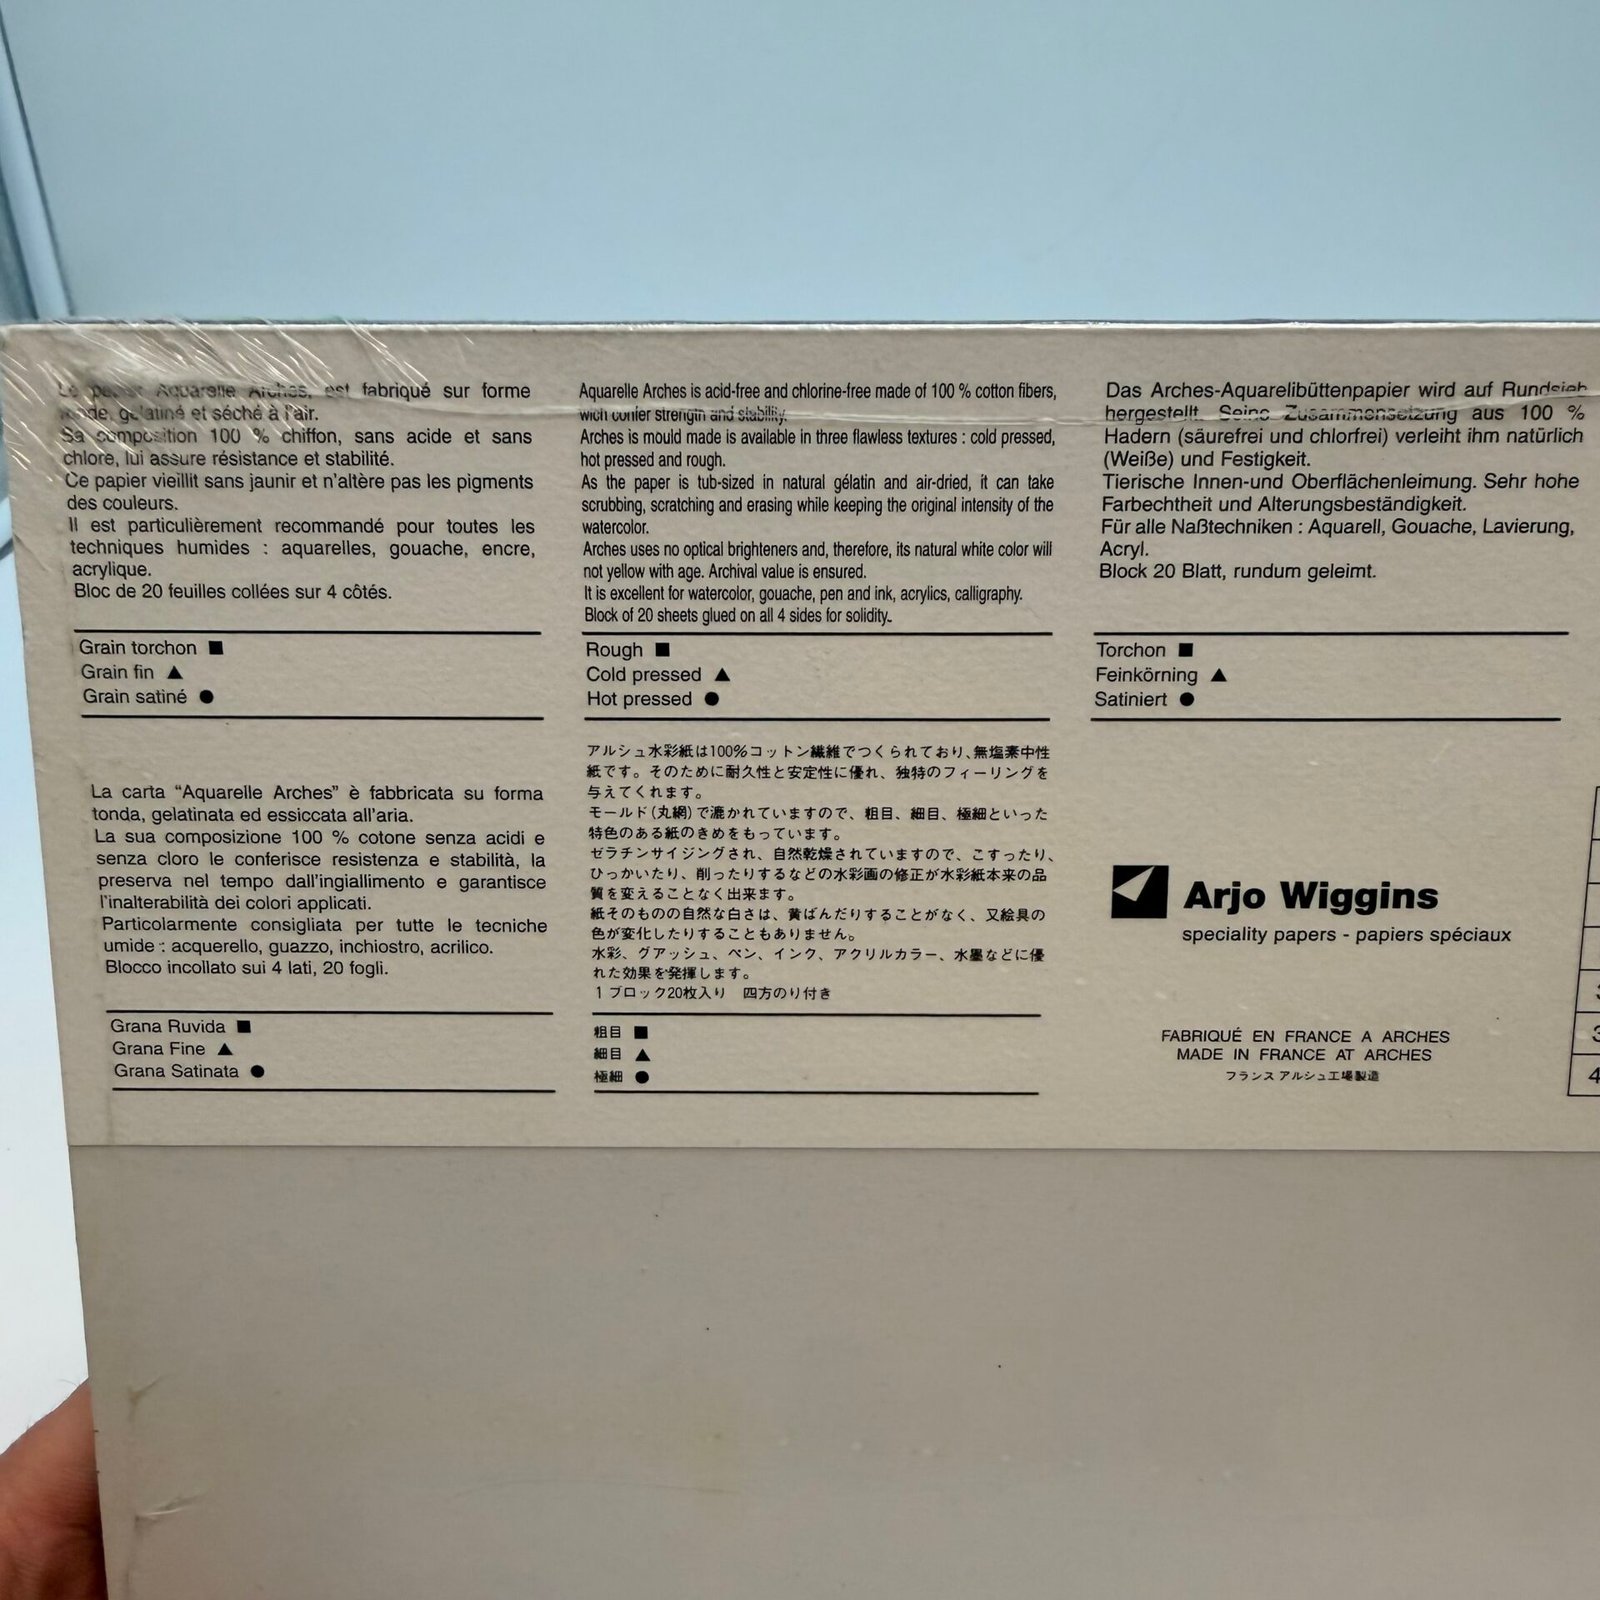 Le papier Aquarelle Arches, est fabriqué sur forme
ronde, gélatiné et séché à l'air.
Sa composition 100 % chiffon, sans acide et sans
chlore, lui assure résistance et stabilité.
Ce papier vieillit sans jaunir et n'altère pas les pigments
des couleurs.
Il est particulièrement recommandé pour toutes les
techniques humides : aquarelles, gouache, encre,
acrylique.
Bloc de 20 feuilles collées sur 4 côtés.
Grain torchon ■
Grain fin ▲
Grain satiné ●
Aquarelle Arches is acid-free and chlorine-free made of 100 % cotton fibers,
wich confer strength and stability.
Arches is mould made is available in three flawless textures : cold pressed,
hot pressed and rough.
As the paper is tub-sized in natural gélatin and air-dried, it can take
scrubbing, scratching and erasing while keeping the original intensity of the
watercolor.
Arches uses no optical brighteners and, therefore, its natural white color will
not yellow with age. Archival value is ensured.
It is excellent for watercolor, gouache, pen and ink, acrylics, calligraphy.
Block of 20 sheets glued on all 4 sides for solidity.
Rough ■
Cold pressed ▲
Hot pressed ●
Das Arches-Aquarellbüttenpapier wird auf Rundsieb
hergestellt. Seine Zusammensetzung aus 100 %
Hadern (säurefrei und chlorfrei) verleiht ihm natürlich
(Weiße) und Festigkeit.
Tierische Innen-und Oberflächenleimung. Sehr hohe
Farbechtheit und Alterungsbeständigkeit.
Für alle Naßtechniken : Aquarell, Gouache, Lavierung,
Acryl.
Block 20 Blatt, rundum geleimt.
Torchon ■
Feinkörning ▲
Satiniert ●
La carta “Aquarelle Arches” è fabbricata su forma
tonda, gelatinata ed essiccata all'aria.
La sua composizione 100 % cotone senza acidi e
senza cloro le conferisce resistenza e stabilità, la
preserva nel tempo dall'ingiallimento e garantisce
l'inalterabilità dei colori applicati.
Particolarmente consigliata per tutte le tecniche
umide : acquerello, guazzo, inchiostro, acrilico.
Blocco incollato sui 4 lati, 20 fogli.
Grana Ruvida ■
Grana Fine ▲
Grana Satinata ●
アルシュ水彩紙は100%コットン繊維でつくられており、無塩素中性
紙です。そのために耐久性と安定性に優れ、独特のフィーリングを
与えてくれます。
モールド(丸網)で漉かれていますので、粗目、細目、極細といった
特色のある紙のきめをもっています。
ゼラチンサイジングされ、自然乾燥されていますので、こすったり、
ひっかいたり、削ったりするなどの水彩画の修正が水彩紙本来の品
質を変えることなく出来ます。
紙そのものの自然な白さは、黄ばんだりすることがなく、又絵具の
色が変化したりすることもありません。
水彩、グアッシュ、ペン、インク、アクリルカラー、水墨などに優
れた効果を発揮します。
1 ブロック20枚入り 四方のり付き
粗目 ■
細目 ▲
極細 ●
Arjo Wiggins
speciality papers - papiers spéciaux
FABRIQUÉ EN FRANCE A ARCHES
MADE IN FRANCE AT ARCHES
フランス アルシュ工場製造